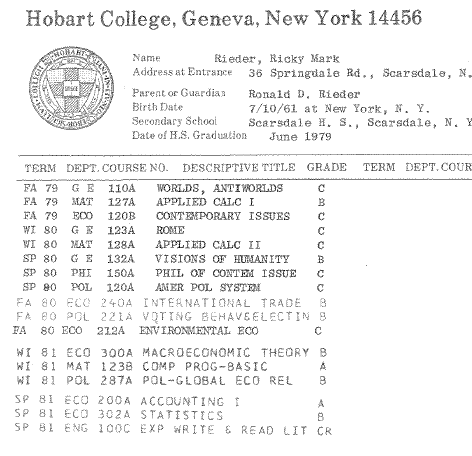 Hobart College, Geneva, New York 14456
Name Rieder, Ricky Mark
Address at Entrance 36 Springdale Rd., Scarsdale, N.
Parent or Guardian Ronald D. Rieder
Birth Date 7/10/61 at New York, N. Y.
Secondary School Scarsdale H. S., Scarsdale, N. Y
Date of H.S. Graduation June 1979
TERM DEPT. COURSE NO. DESCRIPTIVE TITLE GRADE TERM DEPT. COUR
FA 79 G E 110A WORLDS, ANTIWORLDS C
FA 79 MAT 127A APPLIED CALC I B
FA 79 ECO 120B CONTEMPORARY ISSUES C
WI 80 G E 123A ROME C
WI 80 MAT 128A APPLIED CALC II C
SP 80 G E 132A VISIONS OF HUMANITY B
SP 80 PHI 150A PHIL OF CONTEM ISSUE C
SP 80 POL 120A AMER POL SYSTEM C
FA 80 ECO 240A INTERNATIONAL TRADE B
FA 80 POL 221A VOTING BEHAV&ELECTIN B
FA 80 ECO 212A ENVIRONMENTAL ECO C
WI 81 ECO 300A MACROECONOMIC THEORY B
WI 81 MAT 123B COMP PROG-BASIC A
WI 81 POL 287A POL-GLOBAL ECO REL B
SP 81 ECO 200A ACCOUNTING I A
SP 81 ECO 302A STATISTICS B
SP 81 ENG 100C EXP WRITE & READ LIT CR